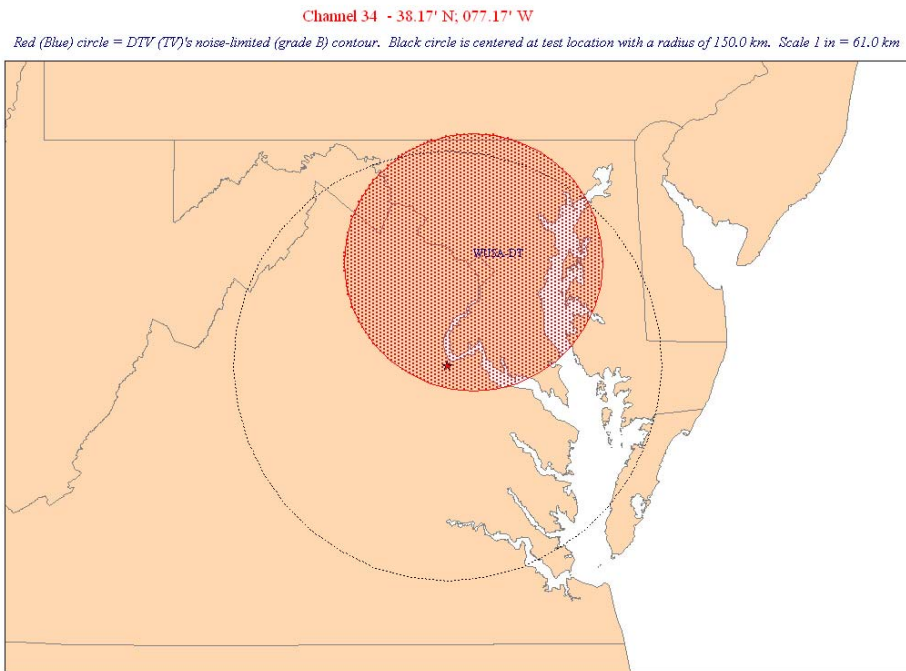 Channel 34 - 38.17' N; 077.17' W
Red (Blue) circle = DTV (TV)'s noise-limited (grade B) contour. Black circle is centered at test location with a radius of 150.0 km. Scale 1 in = 61.0 km
WUSA-DT